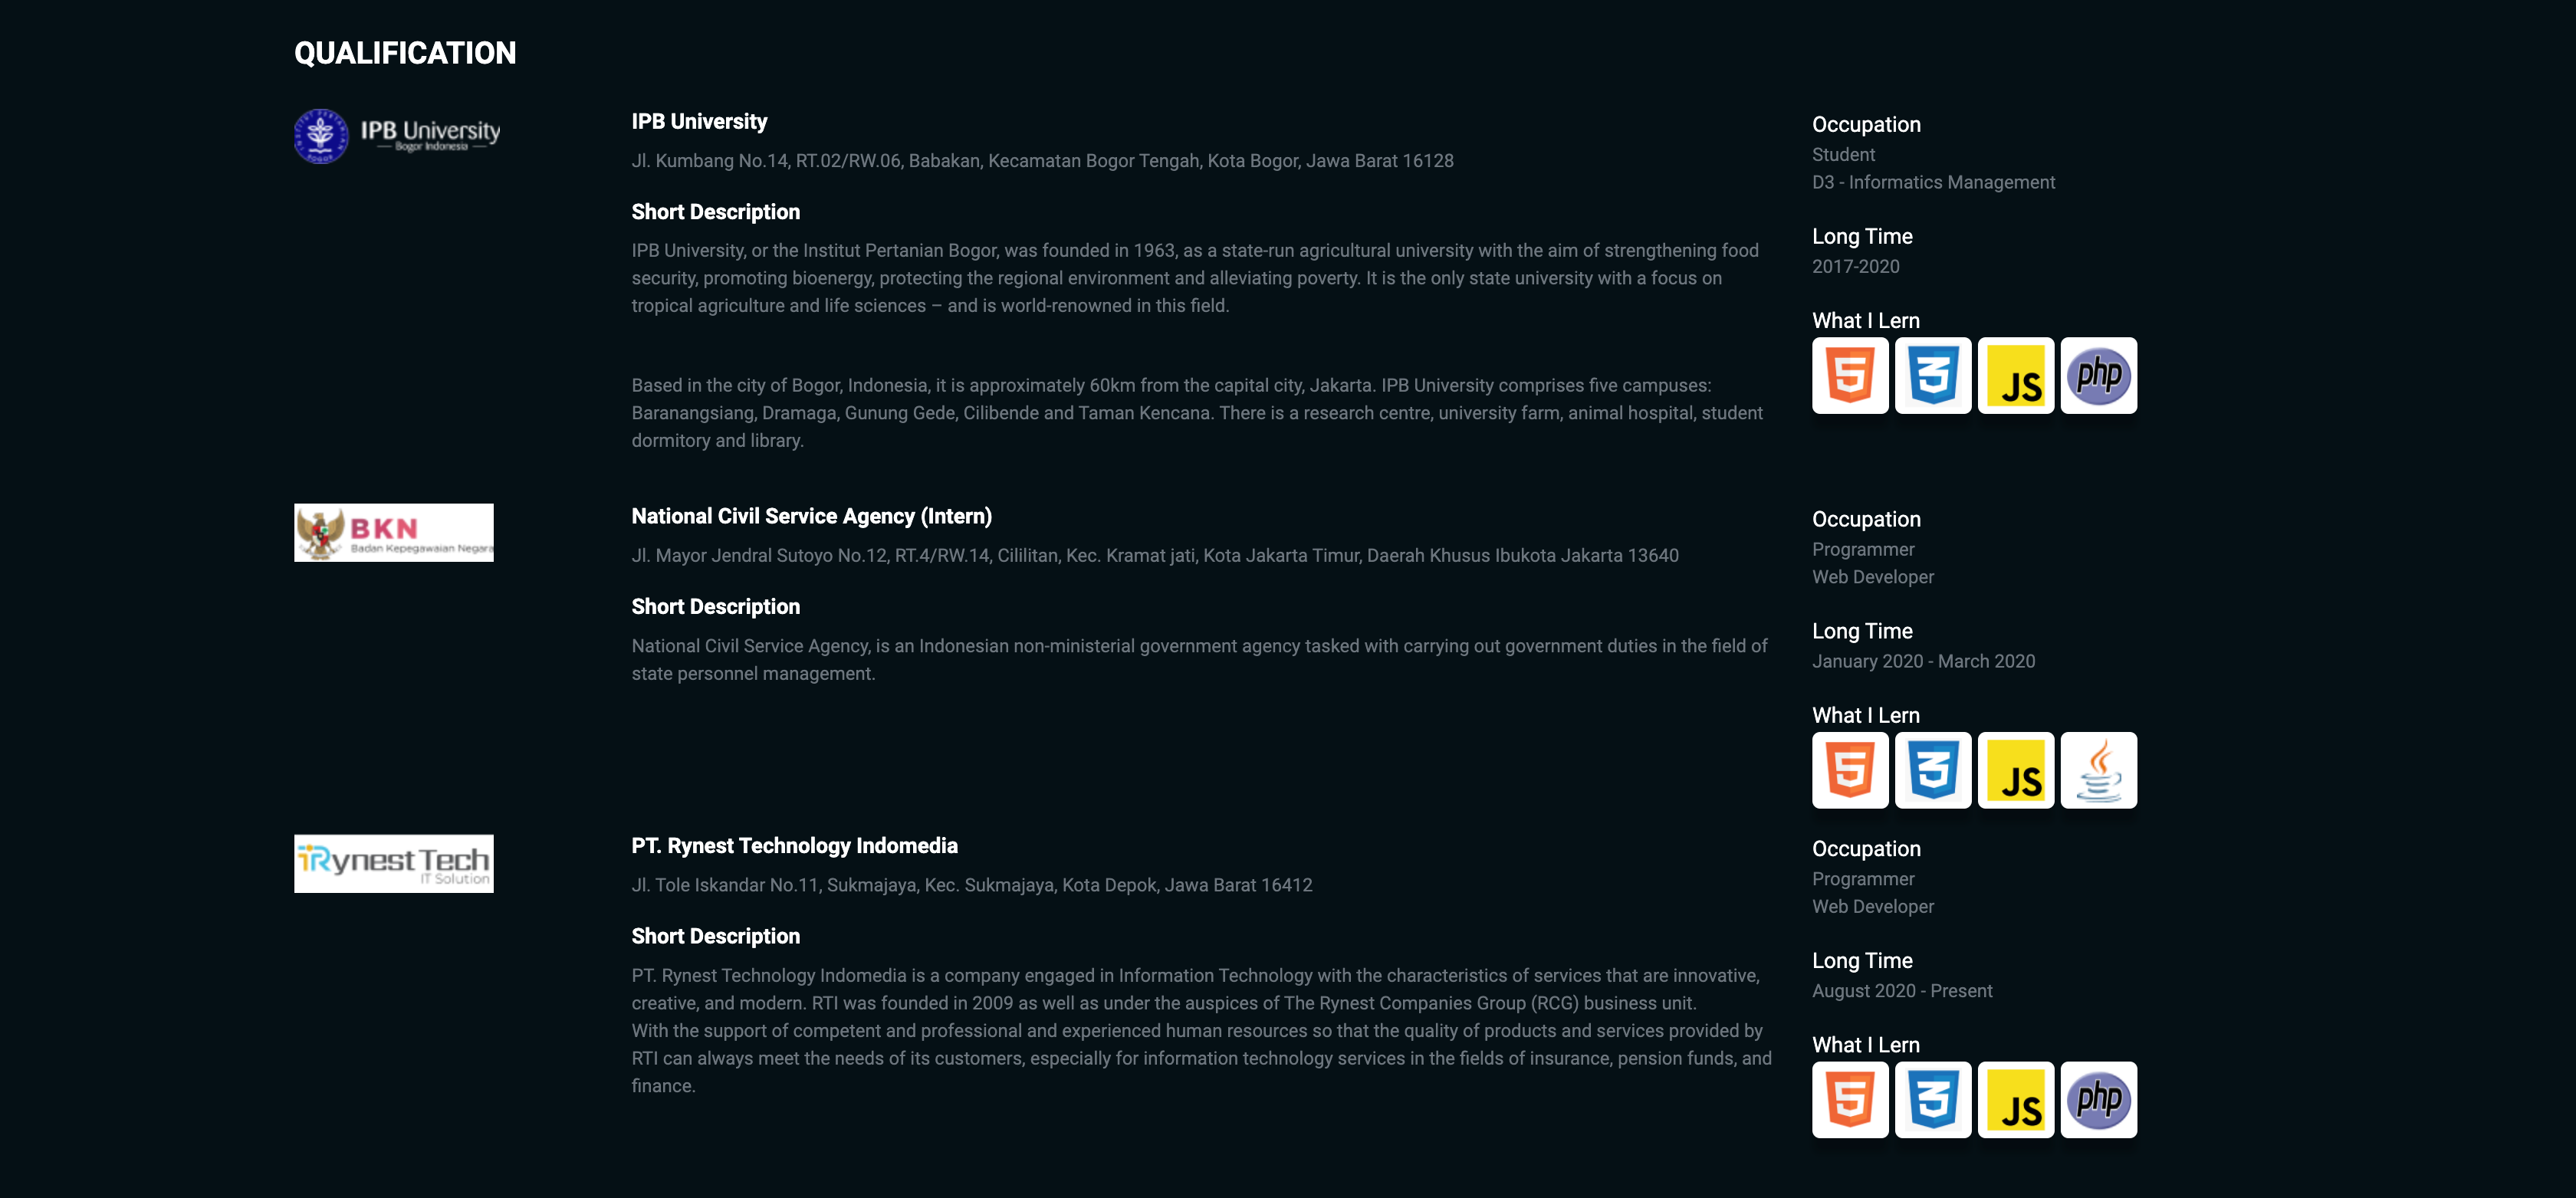 QUALIFICATION
IPB University
Bogor Indonesia
INSTITUT PERTANIAN
BOGOR
IPB University
Jl. Kumbang No.14, RT.02/RW.06, Babakan, Kecamatan Bogor Tengah, Kota Bogor, Jawa Barat 16128
Short Description
IPB University, or the Institut Pertanian Bogor, was founded in 1963, as a state-run agricultural university with the aim of strengthening food
security, promoting bioenergy, protecting the regional environment and alleviating poverty. It is the only state university with a focus on
tropical agriculture and life sciences – and is world-renowned in this field.
Based in the city of Bogor, Indonesia, it is approximately 60km from the capital city, Jakarta. IPB University comprises five campuses:
Baranangsiang, Dramaga, Gunung Gede, Cilibende and Taman Kencana. There is a research centre, university farm, animal hospital, student
dormitory and library.
Occupation
Student
D3 - Informatics Management
Long Time
2017-2020
What I Lern
5
3
JS
php
BKN
Badan Kepegawaian Negara
National Civil Service Agency (Intern)
Jl. Mayor Jendral Sutoyo No.12, RT.4/RW.14, Cililitan, Kec. Kramat jati, Kota Jakarta Timur, Daerah Khusus Ibukota Jakarta 13640
Short Description
National Civil Service Agency, is an Indonesian non-ministerial government agency tasked with carrying out government duties in the field of
state personnel management.
Occupation
Programmer
Web Developer
Long Time
January 2020 - March 2020
What I Lern
5
3
JS
iRynest Tech
IT Solution
PT. Rynest Technology Indomedia
Jl. Tole Iskandar No.11, Sukmajaya, Kec. Sukmajaya, Kota Depok, Jawa Barat 16412
Short Description
PT. Rynest Technology Indomedia is a company engaged in Information Technology with the characteristics of services that are innovative,
creative, and modern. RTI was founded in 2009 as well as under the auspices of The Rynest Companies Group (RCG) business unit.
With the support of competent and professional and experienced human resources so that the quality of products and services provided by
RTI can always meet the needs of its customers, especially for information technology services in the fields of insurance, pension funds, and
finance.
Occupation
Programmer
Web Developer
Long Time
August 2020 - Present
What I Lern
5
3
JS
php